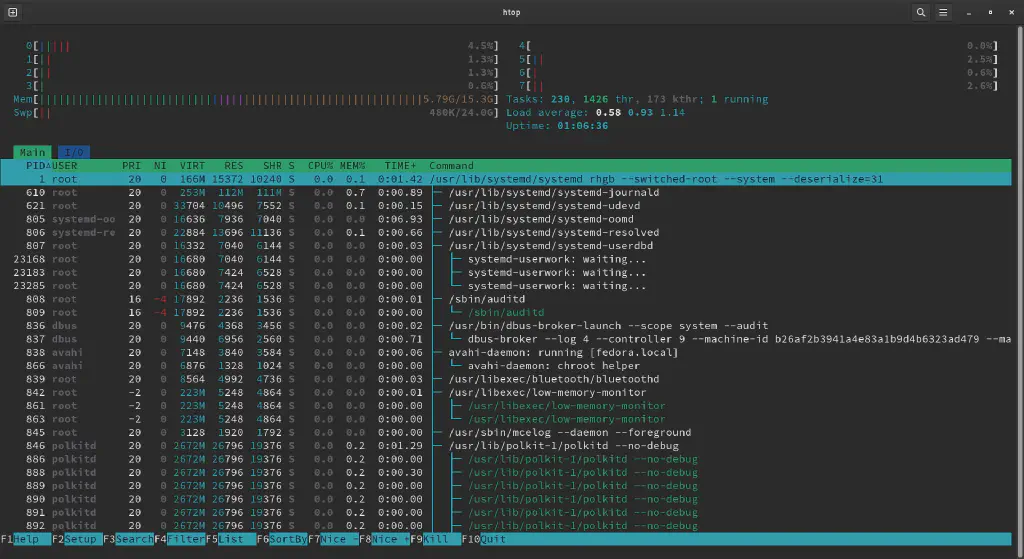 htop
0[||||| 4.5%] 4[ 0.0%]
1[|| 1.3%] 5[|| 2.5%]
2[|| 1.3%] 6[| 0.6%]
3[| 0.6%] 7[|| 2.6%]
Mem[5.79G/15.3G] Tasks: 230, 1426 thr, 173 kthr; 1 running
Swp[|| 480K/24.0G] Load average: 0.58 0.93 1.14
Uptime: 01:06:36
Main I/O
PID△USER PRI NI VIRT RES SHR S CPU% MEM% TIME+ Command
1 root 20 0 166M 15372 10240 S 0.0 0.1 0:01.42 /usr/lib/systemd/systemd rhgb --switched-root --system --deserialize=31
610 root 20 0 253M 112M 111M S 0.0 0.7 0:00.89 /usr/lib/systemd/systemd-journald
621 root 20 0 33704 10496 7552 S 0.0 0.1 0:00.15 /usr/lib/systemd/systemd-udevd
805 systemd-oo 20 0 16636 7936 7040 S 0.0 0.0 0:06.93 /usr/lib/systemd/systemd-oomd
806 systemd-re 20 0 22884 13696 11136 S 0.0 0.1 0:00.66 /usr/lib/systemd/systemd-resolved
807 root 20 0 16332 7040 6144 S 0.0 0.0 0:00.03 /usr/lib/systemd/systemd-userdbd
23168 root 20 0 16680 7040 6144 S 0.0 0.0 0:00.00 systemd-userwork: waiting...
23183 root 20 0 16680 7424 6528 S 0.0 0.0 0:00.00 systemd-userwork: waiting...
23285 root 20 0 16680 7424 6528 S 0.0 0.0 0:00.00 systemd-userwork: waiting...
808 root 16 -4 17892 2236 1536 S 0.0 0.0 0:00.01 /sbin/auditd
809 root 16 -4 17892 2236 1536 S 0.0 0.0 0:00.00 /sbin/auditd
836 dbus 20 0 9476 4368 3456 S 0.0 0.0 0:00.02 /usr/bin/dbus-broker-launch --scope system --audit
837 dbus 20 0 9440 6956 2560 S 0.0 0.0 0:00.71 dbus-broker --log 4 --controller 9 --machine-id b26af2b3941a4e83a1b9d4b6323ad479 --ma
838 avahi 20 0 7148 3840 3584 S 0.0 0.0 0:00.06 avahi-daemon: running [fedora.local]
866 avahi 20 0 6876 1328 1024 S 0.0 0.0 0:00.00 avahi-daemon: chroot helper
839 root 20 0 8564 4992 4736 S 0.0 0.0 0:00.03 /usr/libexec/bluetooth/bluetoothd
842 root -2 0 223M 5248 4864 S 0.0 0.0 0:00.01 /usr/libexec/low-memory-monitor
861 root -2 0 223M 5248 4864 S 0.0 0.0 0:00.00 /usr/libexec/low-memory-monitor
863 root -2 0 223M 5248 4864 S 0.0 0.0 0:00.00 /usr/libexec/low-memory-monitor
845 root 20 0 3128 1920 1792 S 0.0 0.0 0:00.00 /usr/sbin/mcelog --daemon --foreground
846 polkitd 20 0 2672M 26796 19376 S 0.0 0.2 0:01.29 /usr/lib/polkit-1/polkitd --no-debug
886 polkitd 20 0 2672M 26796 19376 S 0.0 0.2 0:00.00 /usr/lib/polkit-1/polkitd --no-debug
888 polkitd 20 0 2672M 26796 19376 S 0.0 0.2 0:00.30 /usr/lib/polkit-1/polkitd --no-debug
889 polkitd 20 0 2672M 26796 19376 S 0.0 0.2 0:00.00 /usr/lib/polkit-1/polkitd --no-debug
890 polkitd 20 0 2672M 26796 19376 S 0.0 0.2 0:00.00 /usr/lib/polkit-1/polkitd --no-debug
891 polkitd 20 0 2672M 26796 19376 S 0.0 0.2 0:00.00 /usr/lib/polkit-1/polkitd --no-debug
892 polkitd 20 0 2672M 26796 19376 S 0.0 0.2 0:00.00 /usr/lib/polkit-1/polkitd --no-debug
F1Help F2Setup F3SearchF4FilterF5List F6SortByF7Nice -F8Nice +F9Kill F10Quit